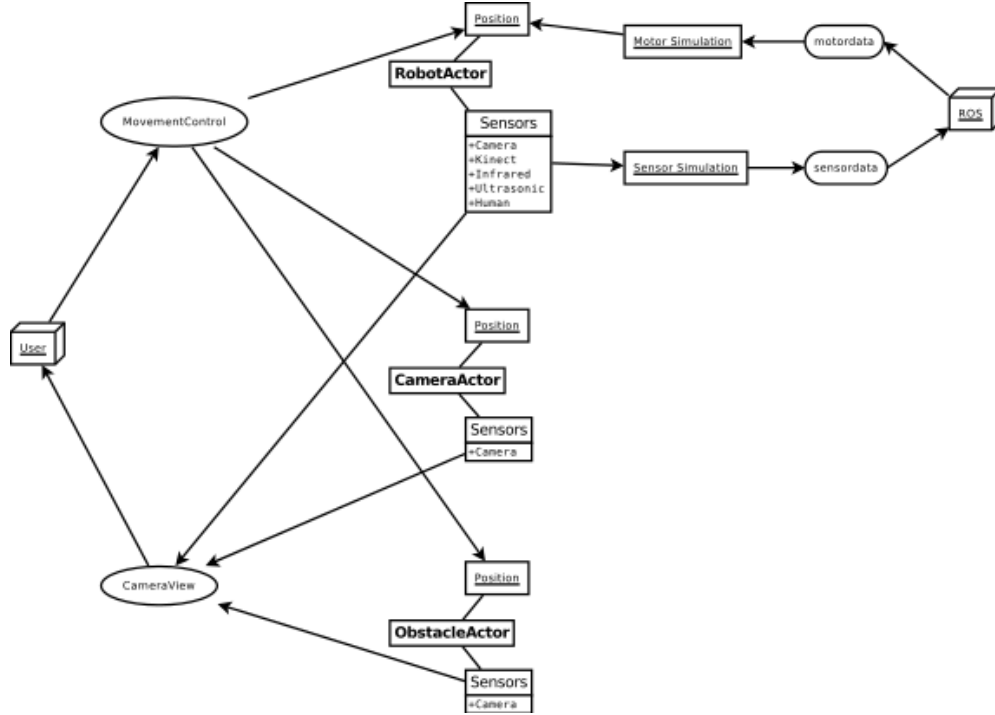 Position
Motor Simulation
motordata
RobotActor
ROS
MovementControl
Sensors
+Camera
+Kinect
+Infrared
+Ultrasonic
+Human
Sensor Simulation
sensordata
User
Position
CameraActor
Sensors
+Camera
CameraView
Position
ObstacleActor
Sensors
+Camera